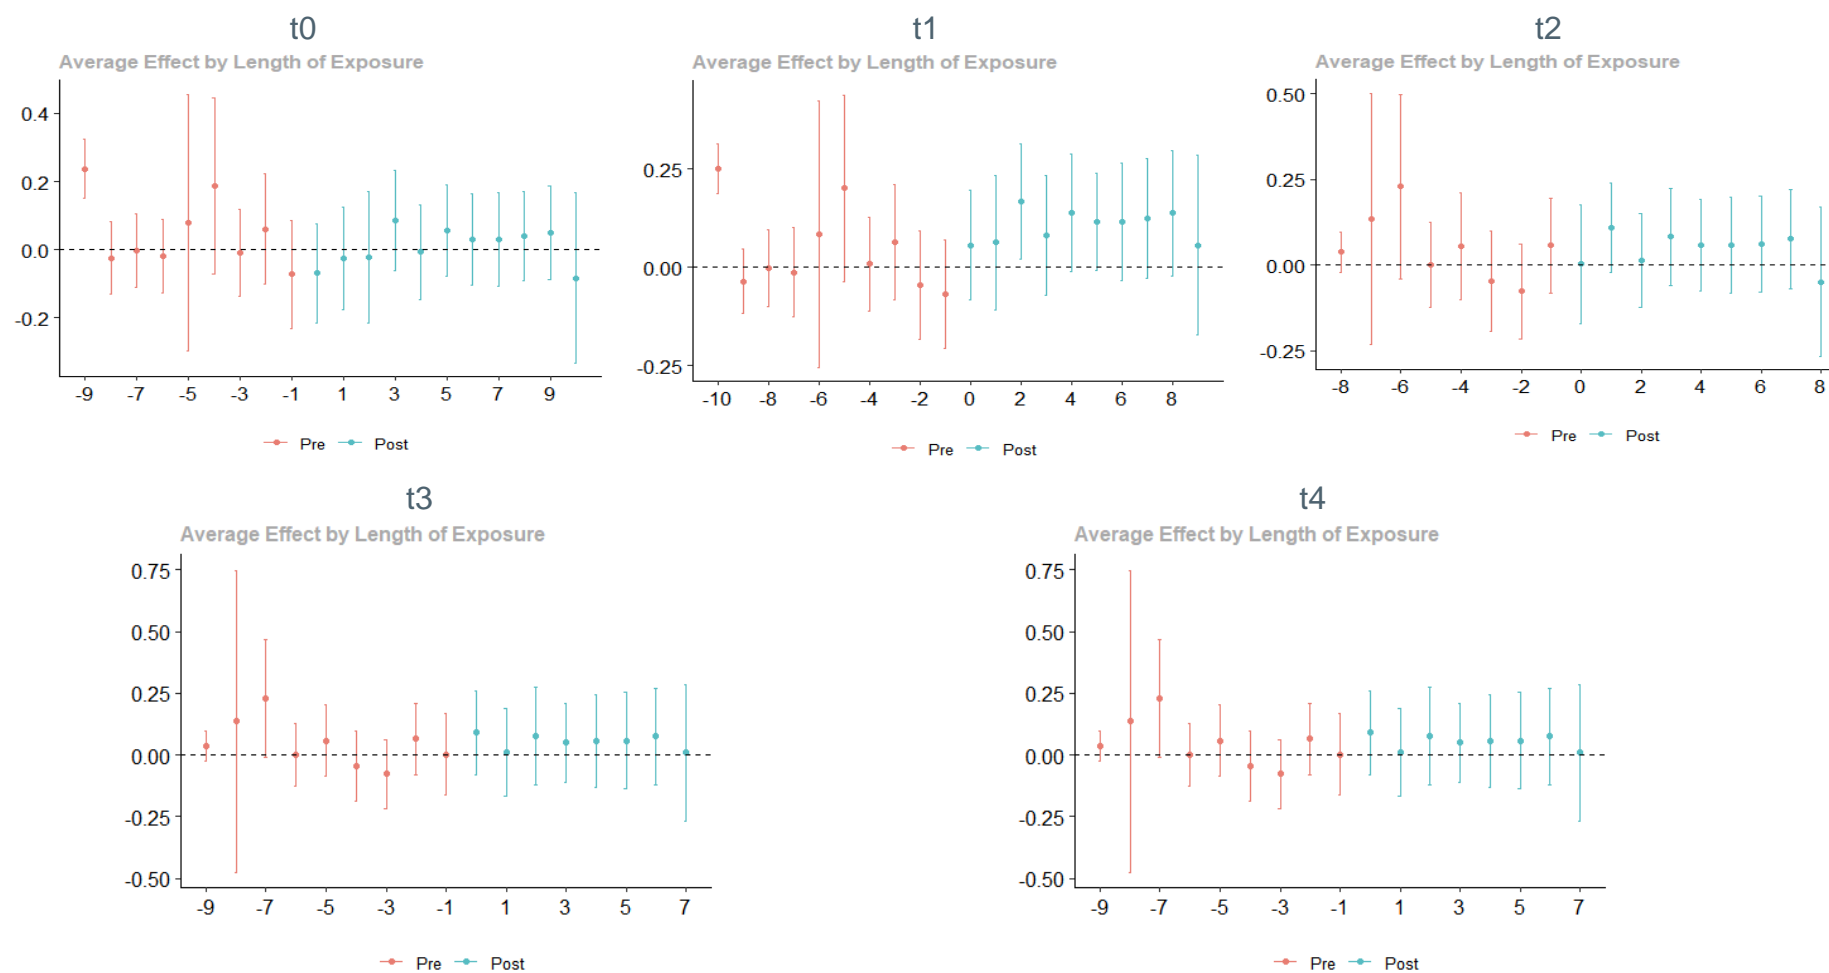 t0
Average Effect by Length of Exposure
0.4
0.2
0.0
-0.2
-9 -7 -5 -3 -1 1 3 5 7 9
Pre Post
t1
Average Effect by Length of Exposure
0.25
0.00
-0.25
-10 -8 -6 -4 -2 0 2 4 6 8
Pre Post
t2
Average Effect by Length of Exposure
0.50
0.25
0.00
-0.25
-8 -6 -4 -2 0 2 4 6 8
Pre Post
t3
Average Effect by Length of Exposure
0.75
0.50
0.25
0.00
-0.25
-0.50
-9 -7 -5 -3 -1 1 3 5 7
Pre Post
t4
Average Effect by Length of Exposure
0.75
0.50
0.25
0.00
-0.25
-0.50
-9 -7 -5 -3 -1 1 3 5 7
Pre Post